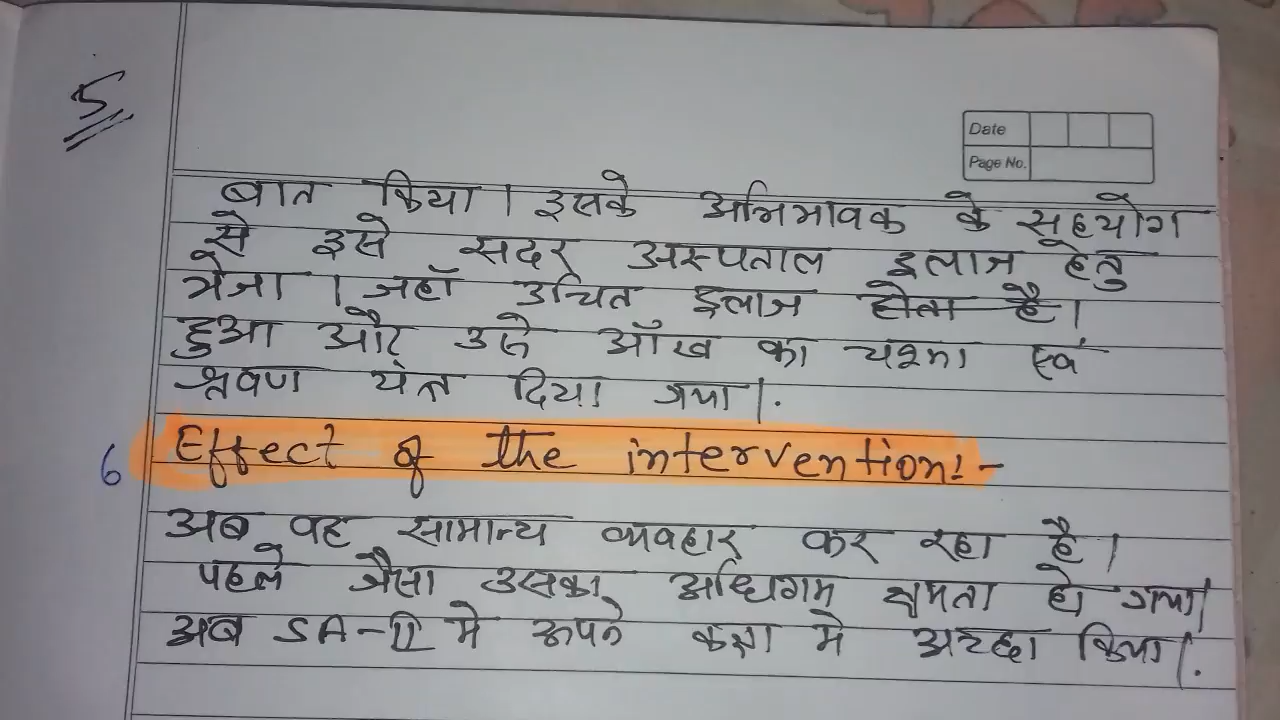 5
Date
Page No.
बात किया। इसके अभिभावक के सहयोग
से इसे सदर अस्पताल इलाज हेतु
भेजा। जहाँ उचित इलाज होता है।
हुआ और उसे आँख का चश्मा एवं
श्रवण यंत्र दिया गया।
6 Effect of the intervention:-
अब वह सामान्य व्यवहार कर रहा है।
पहले जैसा उसका अधिगम क्षमता हो गया।
अब SA-II मे अपने कक्षा मे अच्छा किया।